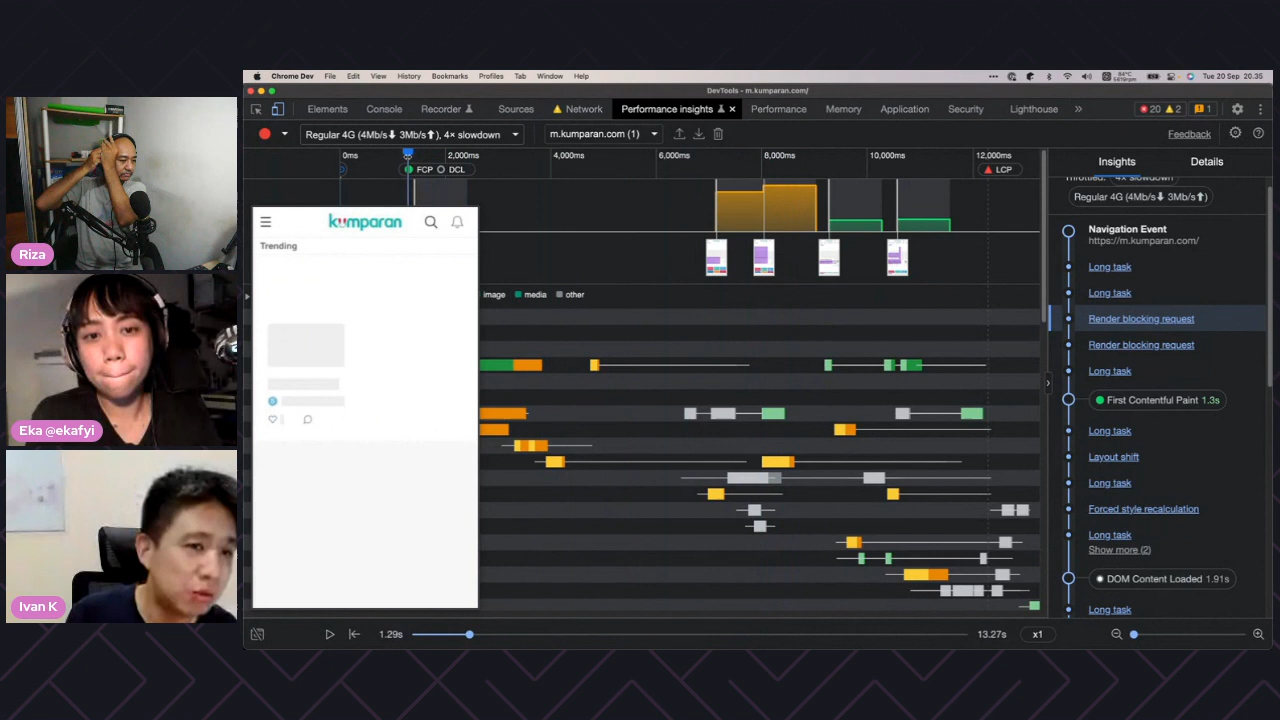 Riza
Eka @ekafyi
Ivan K
Chrome Dev File Edit View History Bookmarks Profiles Tab Window Help
Tue 20 Sep 20.35
DevTools - m.kumparan.com/
Elements Console Recorder Sources Network Performance insights Performance Memory Application Security Lighthouse
20 2 1
Regular 4G (4Mb/s⬇ 3Mb/s⬆), 4× slowdown
m.kumparan.com (1)
Feedback
0ms 2,000ms 4,000ms 6,000ms 8,000ms 10,000ms 12,000ms
FCP DCL LCP
kumparan
Trending
image media other
Insights Details
Regular 4G (4Mb/s⬇ 3Mb/s⬆)
Navigation Event
https://m.kumparan.com/
Long task
Long task
Render blocking request
Render blocking request
Long task
First Contentful Paint 1.3s
Long task
Layout shift
Long task
Forced style recalculation
Long task
Show more (2)
DOM Content Loaded 1.91s
Long task
1.29s 13.27s x1